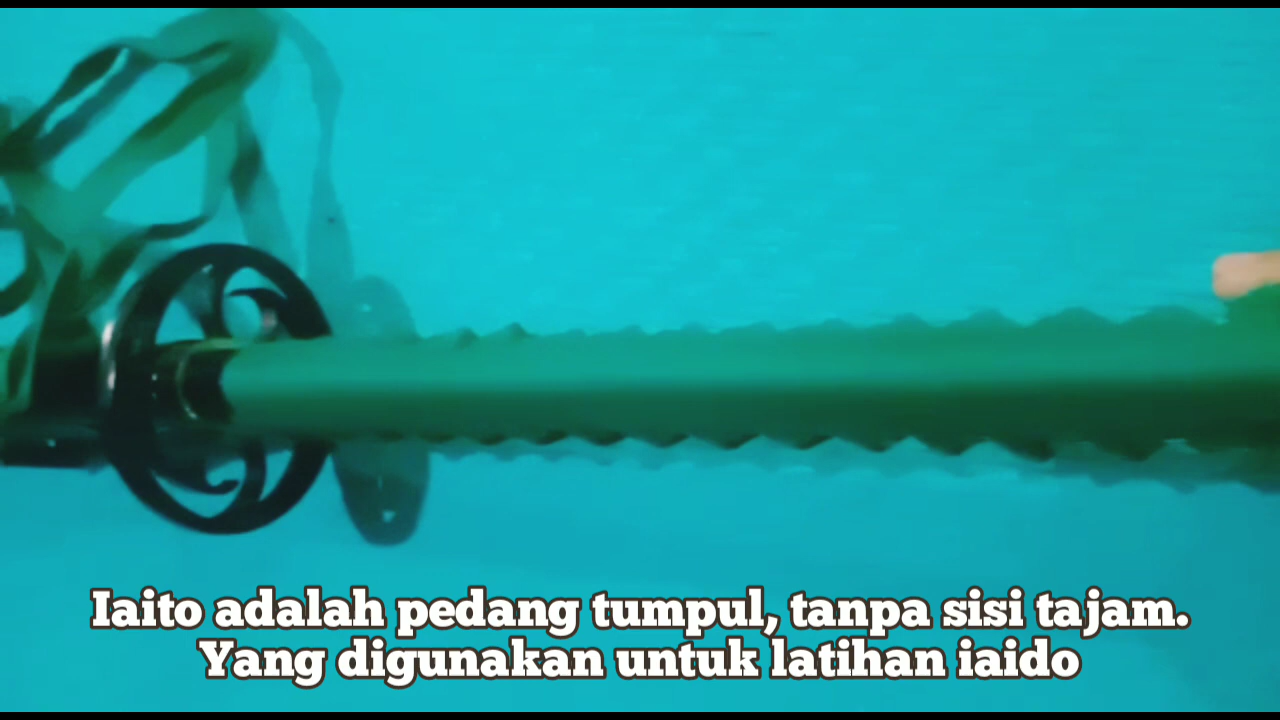 Iaito adalah pedang tumpul, tanpa sisi tajam.
Yang digunakan untuk latihan iaido